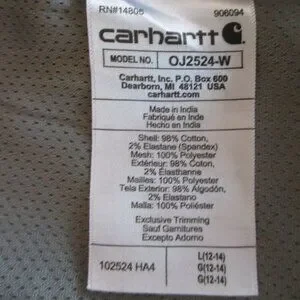 RN#14806 906094
carhartt
MODEL NO. OJ2524-W
Carhartt, Inc. P.O. Box 600
Dearborn, MI 48121 USA
carhartt.com
Made in India
Fabriqué en Inde
Hecho en India
Shell: 98% Cotton,
2% Elastane (Spandex)
Mesh: 100% Polyester
Extérieur: 98% Coton,
2% Elasthanne
Mailles: 100% Polyester
Tela Exterior: 98% Algodón,
2% Elastano
Malla: 100% Poliéster
Exclusive Trimming
Sauf Garnitures
Excepto Adorno
102524 HA4
L(12-14)
G(12-14)
G(12-14)